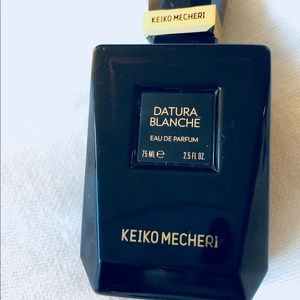 KEIKO MECHERI
DATURA
BLANCHE
EAU DE PARFUM
75 ML ℮ 2.5 FL OZ.
KEIKO MECHERI